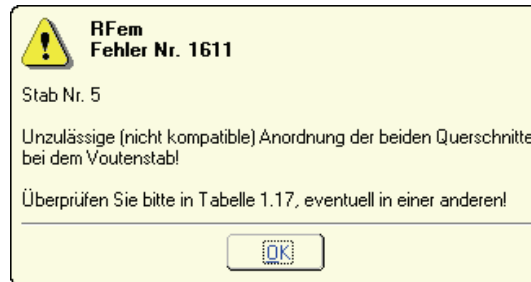 RFem
Fehler Nr. 1611
Stab Nr. 5
Unzulässige (nicht kompatible) Anordnung der beiden Querschnitte
bei dem Voutenstab!
Überprüfen Sie bitte in Tabelle 1.17, eventuell in einer anderen!
OK